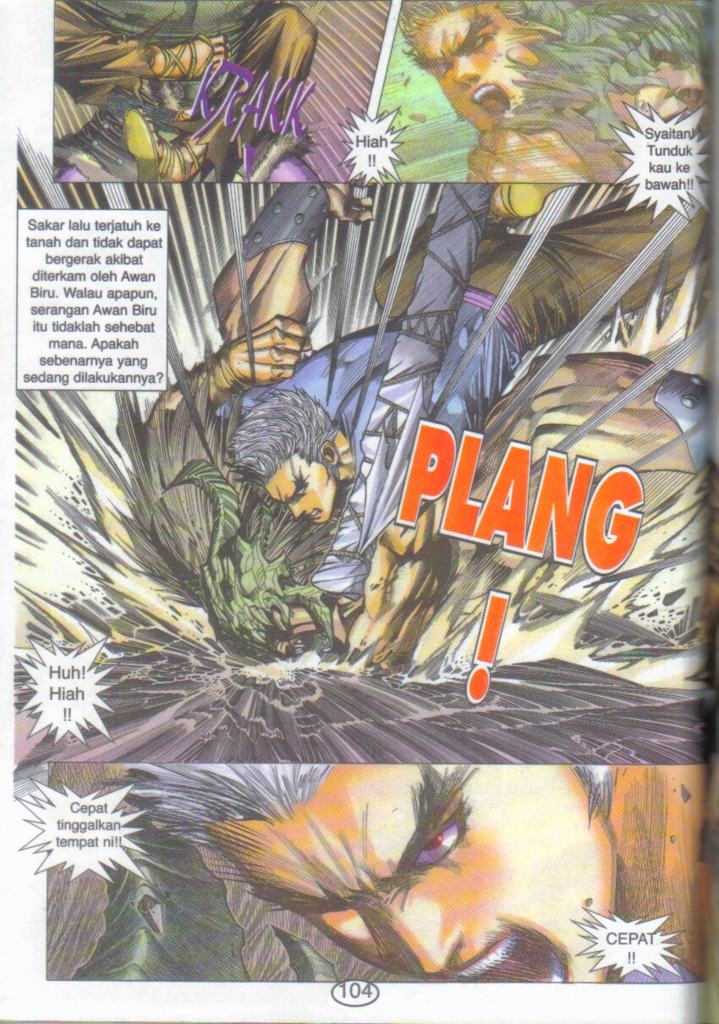 KRAKK
!
Hiah
!!
Syaitan!
Tunduk
kau ke
bawah!!
Sakar lalu terjatuh ke
tanah dan tidak dapat
bergerak akibat
diterkam oleh Awan
Biru. Walau apapun,
serangan Awan Biru
itu tidaklah sehebat
mana. Apakah
sebenarnya yang
sedang dilakukannya?
PLANG
!
Huh!
Hiah
!!
Cepat
tinggalkan
tempat ni!!
CEPAT
!!
104